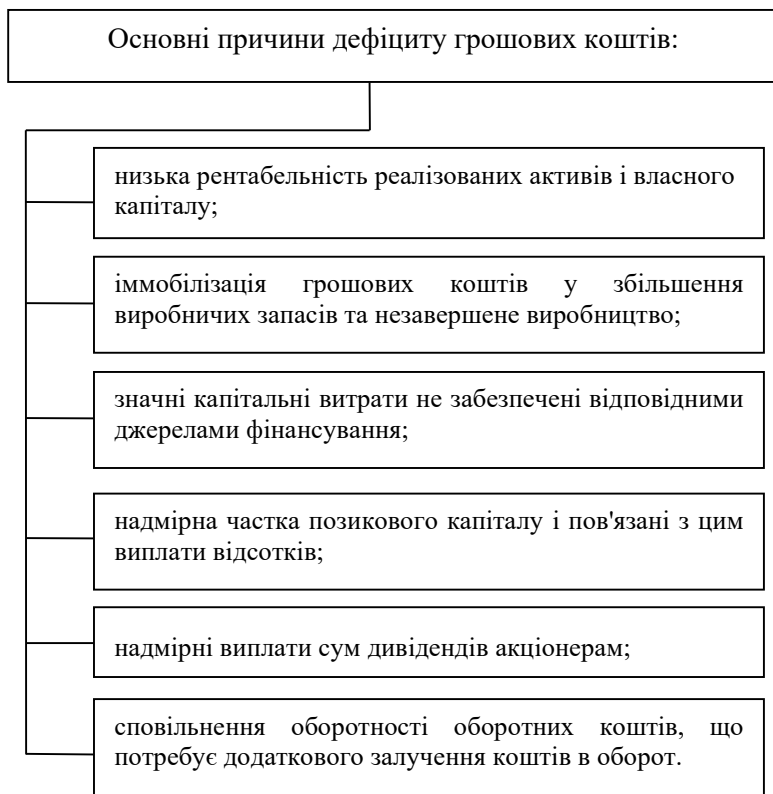 Основні причини дефіциту грошових коштів:
низька рентабельність реалізованих активів і власного
капіталу;
іммобілізація грошових коштів у збільшення
виробничих запасів та незавершене виробництво;
значні капітальні витрати не забезпечені відповідними
джерелами фінансування;
надмірна частка позикового капіталу і пов'язані з цим
виплати відсотків;
надмірні виплати сум дивідендів акціонерам;
сповільнення оборотності оборотних коштів, що
потребує додаткового залучення коштів в оборот.